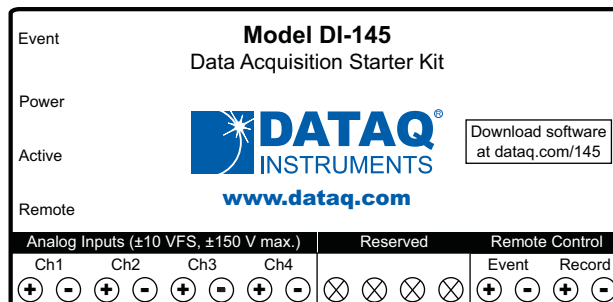 Event
Model DI-145
Data Acquisition Starter Kit
Power
DATAQ®
INSTRUMENTS
Download software
at dataq.com/145
Active
www.dataq.com
Remote
Analog Inputs (±10 VFS, ±150 V max.) Reserved Remote Control
Ch1 Ch2 Ch3 Ch4 Event Record
+ - + - + = + - + - + -